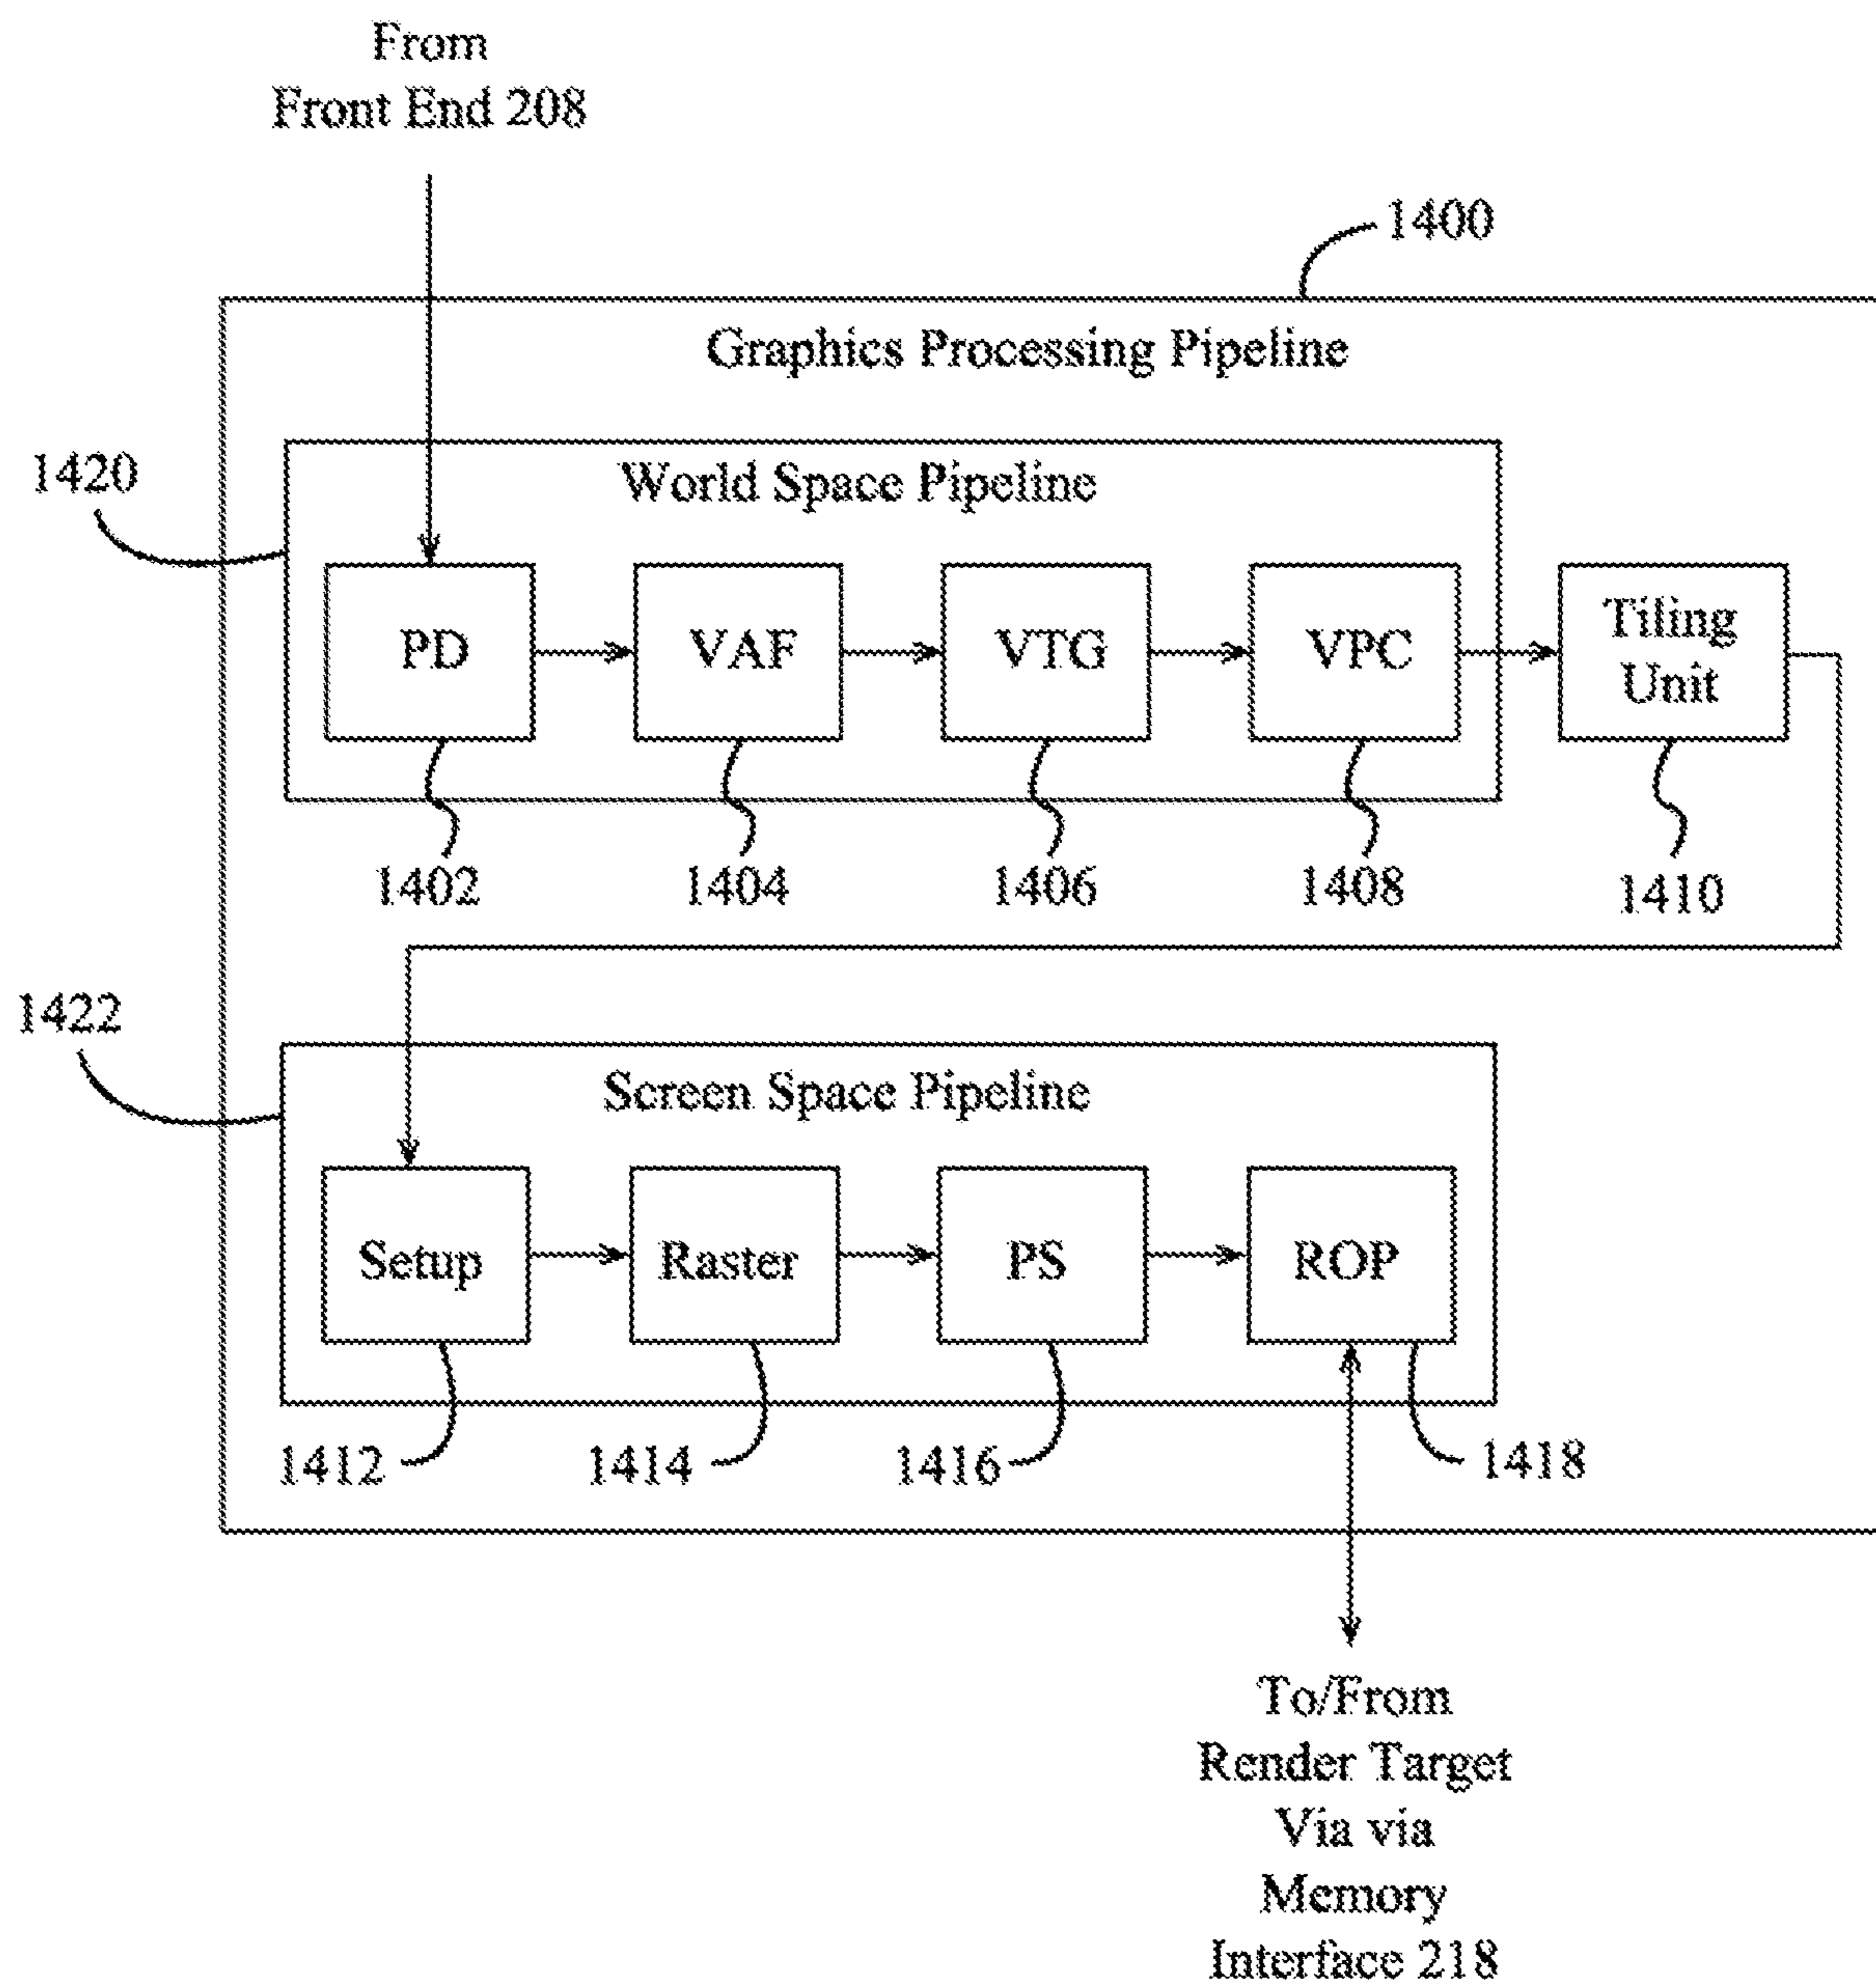 From
Front End 208
1400
Graphics Processing Pipeline
1420
World Space Pipeline
PD
VAF
VTG
VPC
Tiling
Unit
1402
1404
1406
1408
1410
1422
Screen Space Pipeline
Setup
Raster
PS
ROP
1412
1414
1416
1418
To/From
Render Target
Via via
Memory
Interface 218